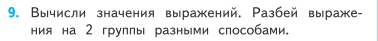 9. Вычисли значения выражений. Разбей выраже-
ния на 2 группы разными способами.